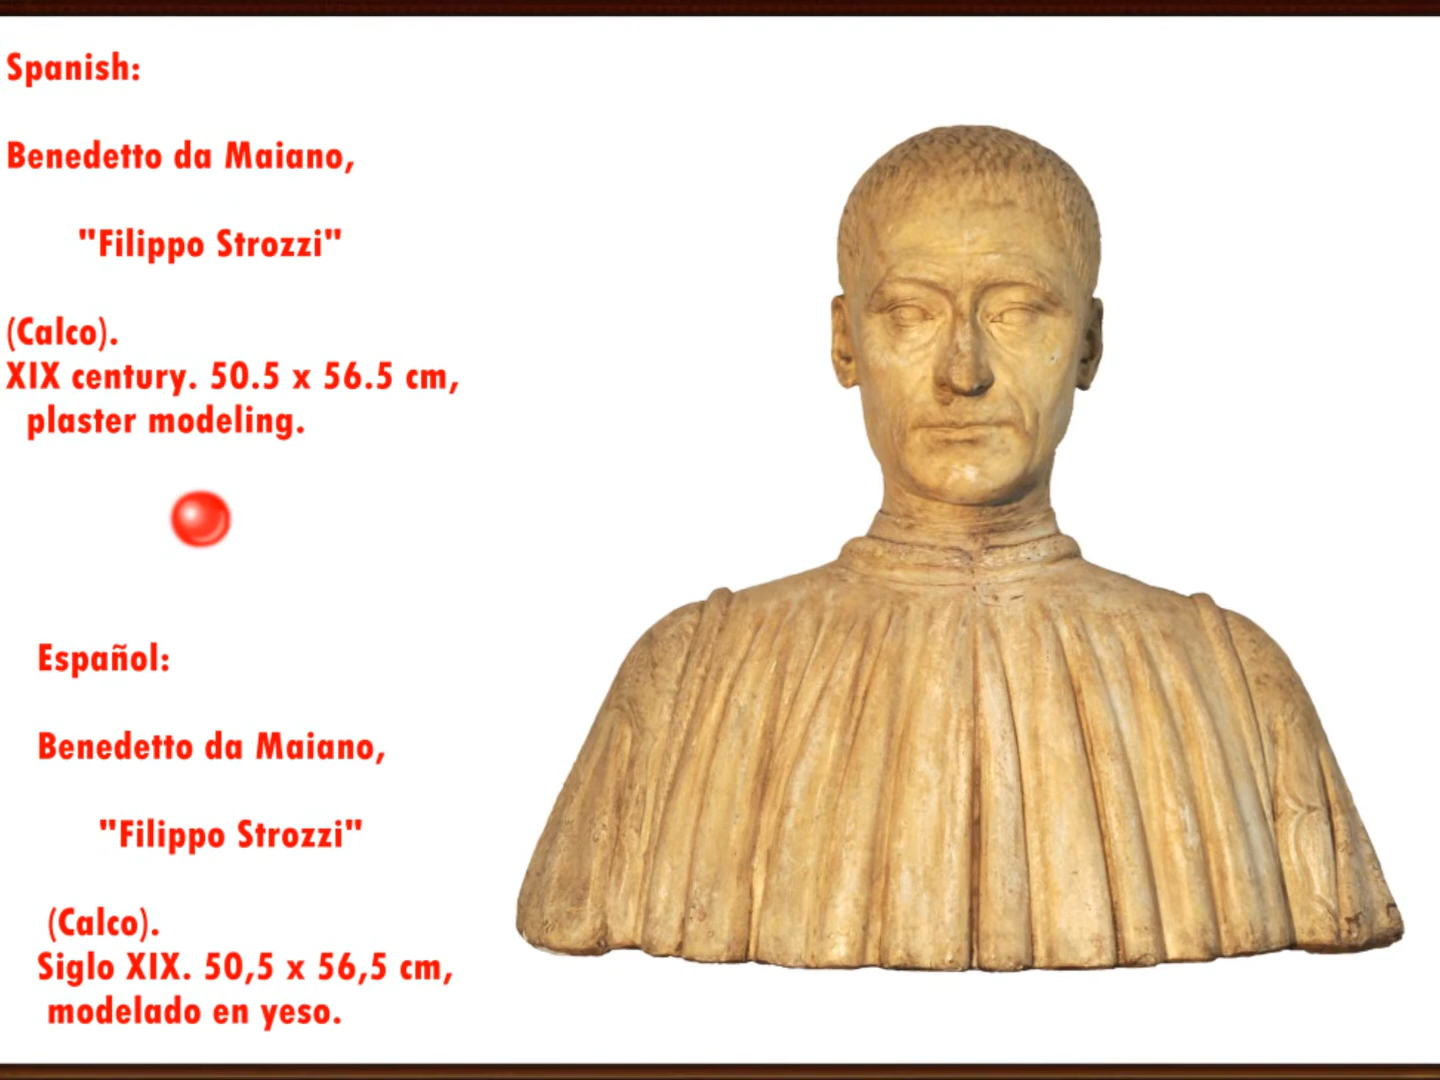 Spanish:
Benedetto da Maiano,
"Filippo Strozzi"
(Calco).
XIX century. 50.5 x 56.5 cm,
plaster modeling.
Español:
Benedetto da Maiano,
"Filippo Strozzi"
(Calco).
Siglo XIX. 50,5 x 56,5 cm,
modelado en yeso.